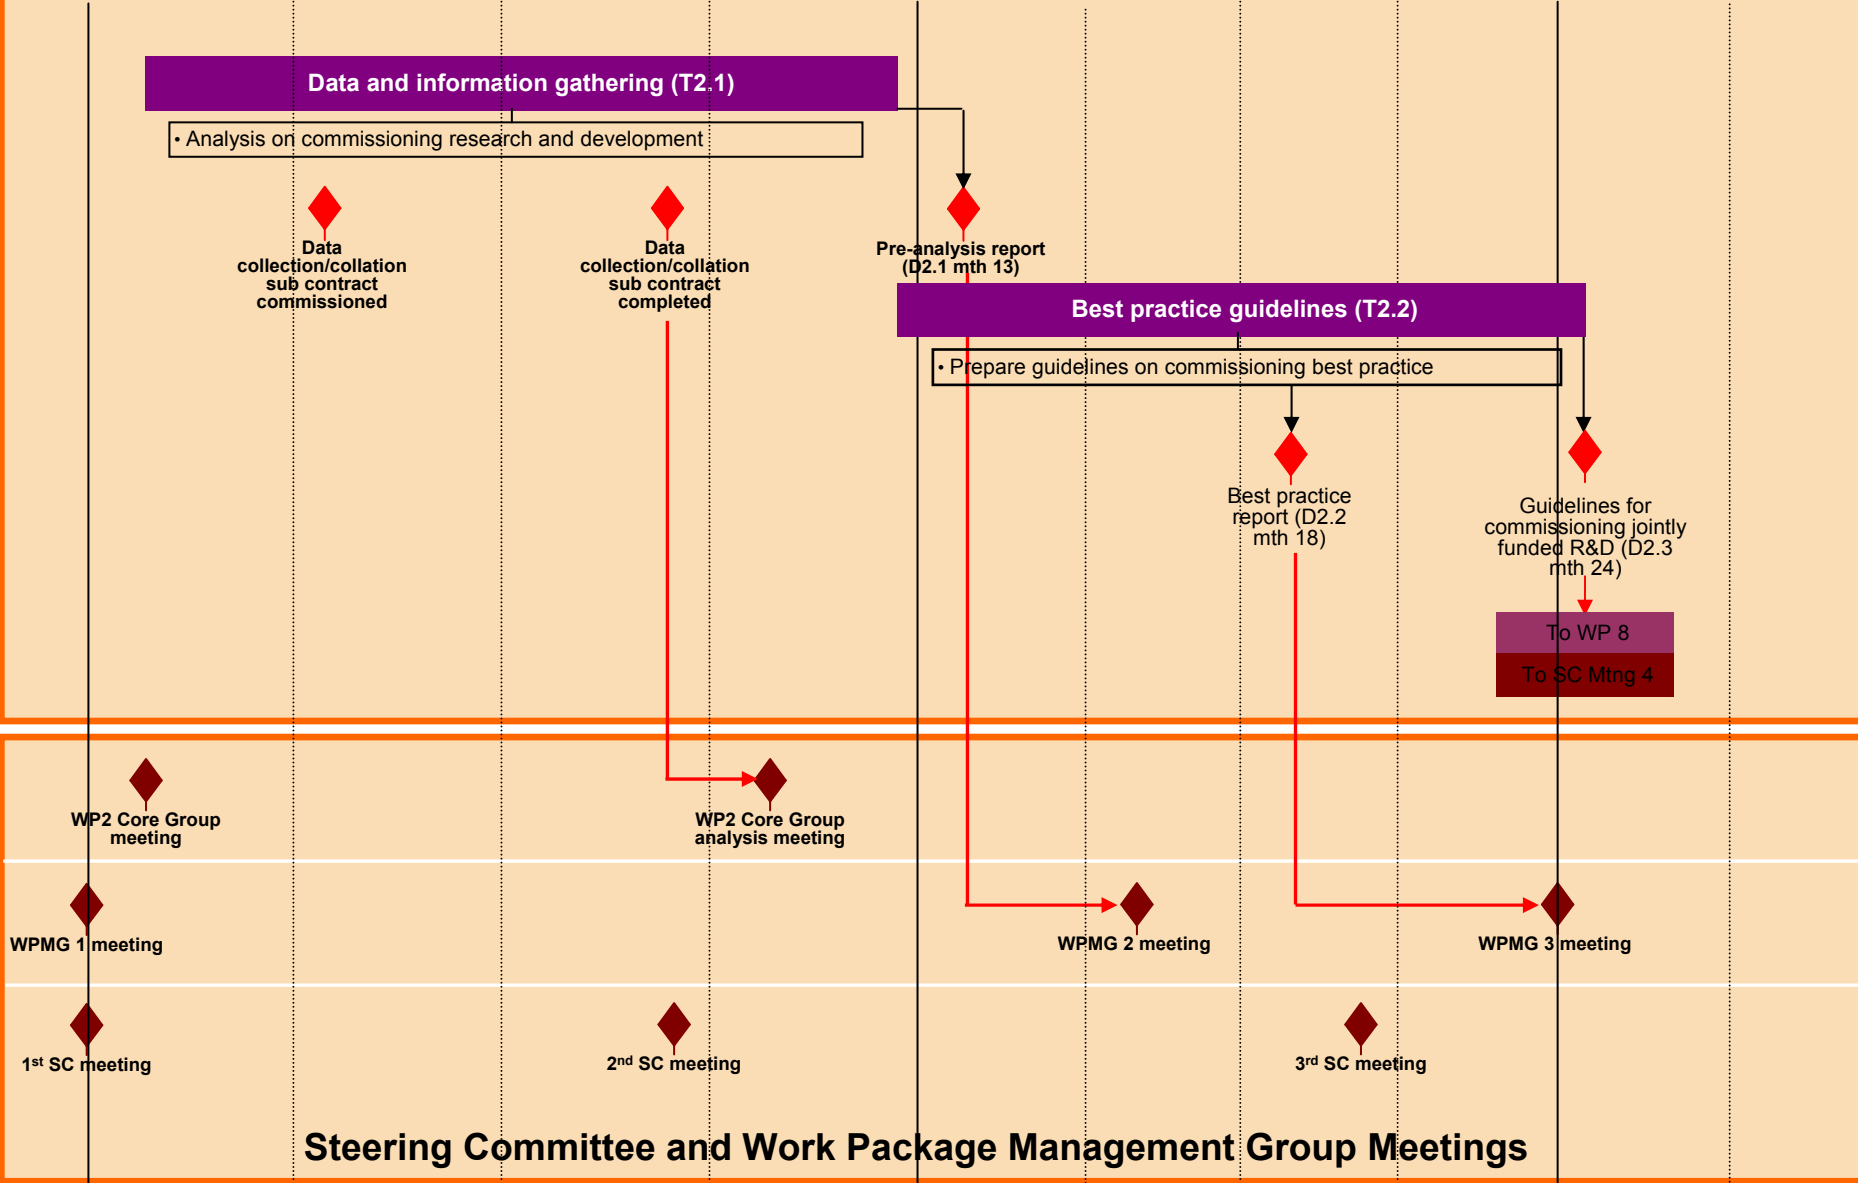 Data and information gathering (T2.1)
• Analysis on commissioning research and development
Data
collection/collation
sub contract
commissioned
Data
collection/collation
sub contract
completed
Pre-analysis report
(D2.1 mth 13)
Best practice guidelines (T2.2)
• Prepare guidelines on commissioning best practice
Best practice
report (D2.2
mth 18)
Guidelines for
commissioning jointly
funded R&D (D2.3
mth 24)
To WP 8
To SC Mtng 4
WP2 Core Group
meeting
WP2 Core Group
analysis meeting
WPMG 1 meeting
WPMG 2 meeting
WPMG 3 meeting
1st SC meeting
2nd SC meeting
3rd SC meeting
Steering Committee and Work Package Management Group Meetings